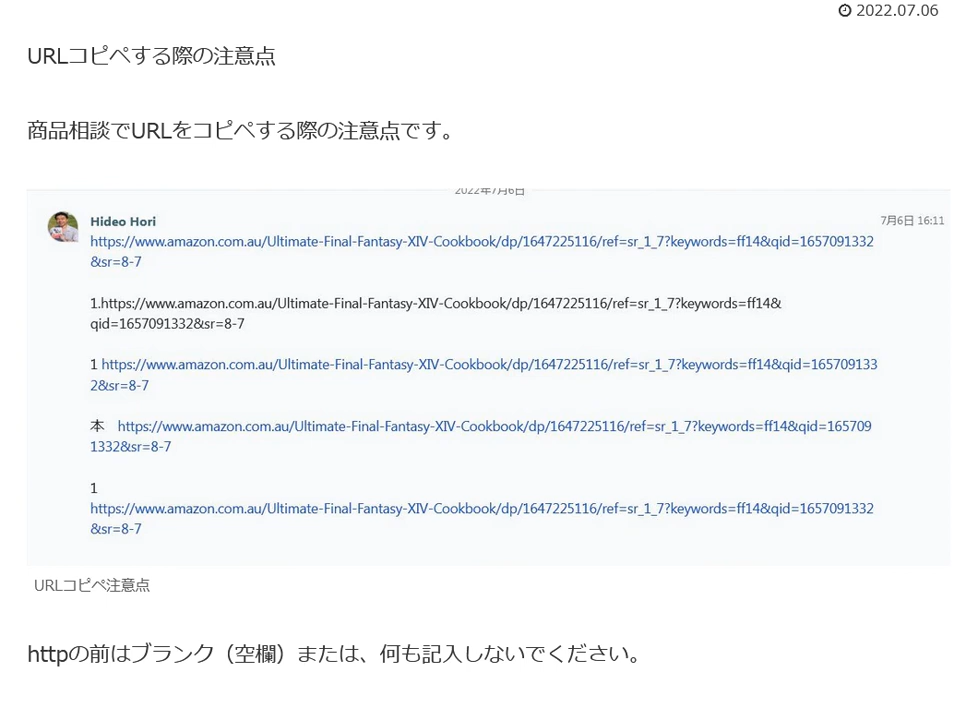 2022.07.06
URLコピペする際の注意点
商品相談でURLをコピペする際の注意点です。
2022年7月6日
Hideo Hori
7月6日 16:11
https://www.amazon.com.au/Ultimate-Final-Fantasy-XIV-Cookbook/dp/1647225116/ref=sr_1_7?keywords=ff14&qid=1657091332
&sr=8-7
1.https://www.amazon.com.au/Ultimate-Final-Fantasy-XIV-Cookbook/dp/1647225116/ref=sr_1_7?keywords=ff14&
qid=1657091332&sr=8-7
1 https://www.amazon.com.au/Ultimate-Final-Fantasy-XIV-Cookbook/dp/1647225116/ref=sr_1_7?keywords=ff14&qid=165709133
2&sr=8-7
本　https://www.amazon.com.au/Ultimate-Final-Fantasy-XIV-Cookbook/dp/1647225116/ref=sr_1_7?keywords=ff14&qid=165709
1332&sr=8-7
1
https://www.amazon.com.au/Ultimate-Final-Fantasy-XIV-Cookbook/dp/1647225116/ref=sr_1_7?keywords=ff14&qid=1657091332
&sr=8-7
URLコピペ注意点
httpの前はブランク（空欄）または、何も記入しないでください。